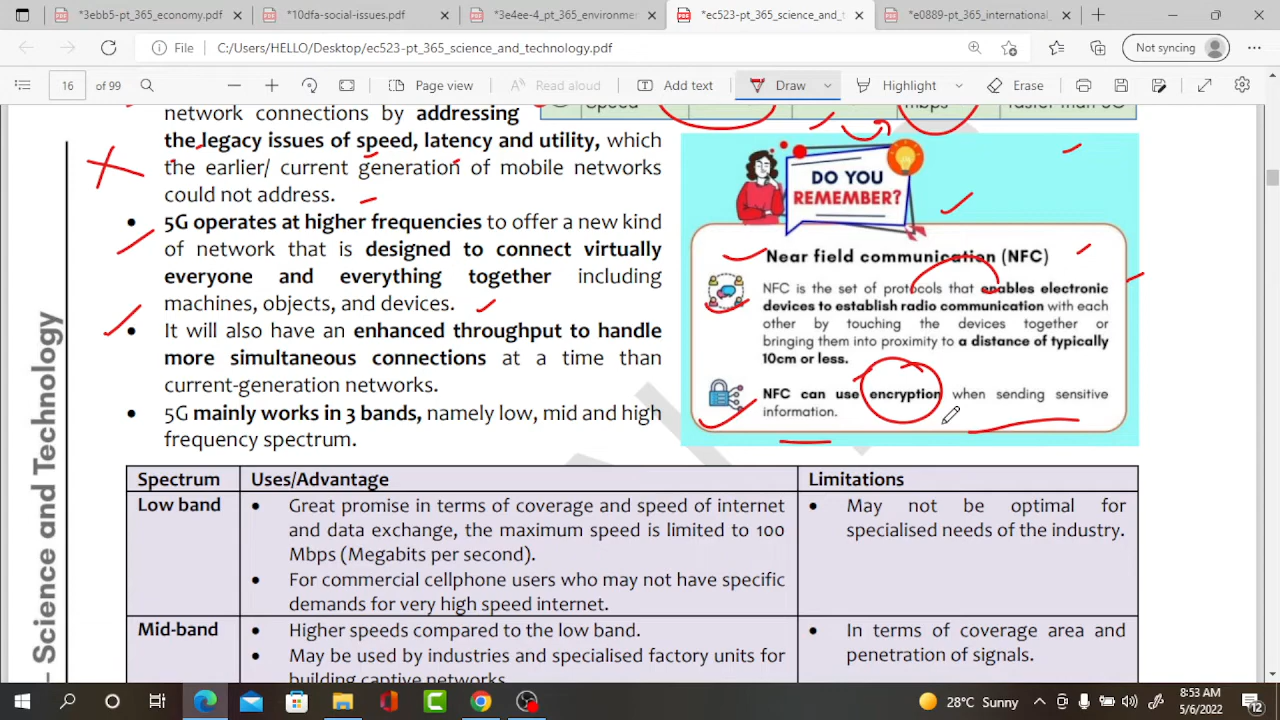 *3ebb5-pt_365_economy.pdf
*10dfa-social-issues.pdf
*3e4ee-4_pt_365_environme
*ec523-pt_365_science_and_t
*e0889-pt_365_international_
File
C:/Users/HELLO/Desktop/ec523-pt_365_science_and_technology.pdf
Not syncing
16 of 99
Page view
Read aloud
Add text
Draw
Highlight
Erase
network connections by addressing
the legacy issues of speed, latency and utility, which
the earlier/ current generation of mobile networks
could not address.
• 5G operates at higher frequencies to offer a new kind
of network that is designed to connect virtually
everyone and everything together including
machines, objects, and devices.
• It will also have an enhanced throughput to handle
more simultaneous connections at a time than
current-generation networks.
• 5G mainly works in 3 bands, namely low, mid and high
frequency spectrum.
DO YOU
REMEMBER?
Near field communication (NFC)
NFC is the set of protocols that enables electronic
devices to establish radio communication with each
other by touching the devices together or
bringing them into proximity to a distance of typically
10cm or less.
NFC can use encryption when sending sensitive
information.
– Science and Technology
Spectrum
Uses/Advantage
Limitations
Low band
• Great promise in terms of coverage and speed of internet
and data exchange, the maximum speed is limited to 100
Mbps (Megabits per second).
• For commercial cellphone users who may not have specific
demands for very high speed internet.
• May not be optimal for
specialised needs of the industry.
Mid-band
• Higher speeds compared to the low band.
• May be used by industries and specialised factory units for
building captive networks.
• In terms of coverage area and
penetration of signals.
28°C Sunny
8:53 AM
5/6/2022
12